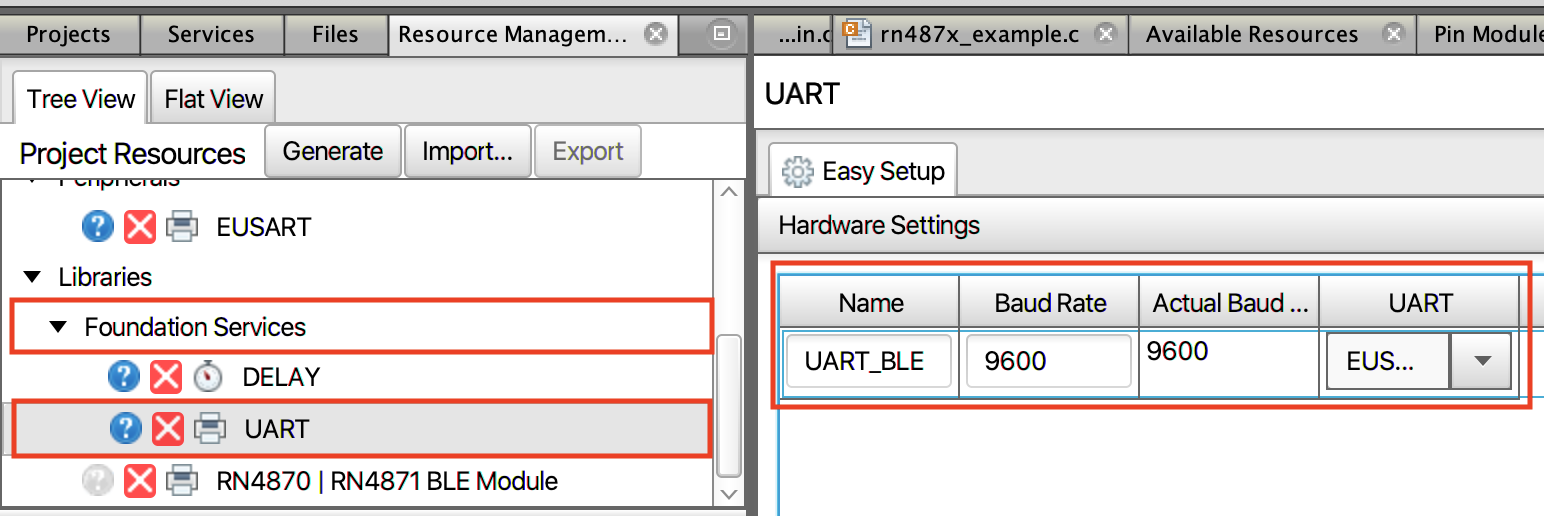 Projects Services Files Resource Managem... ...in.c rn487x_example.c Available Resources Pin Module
Tree View Flat View
UART
Project Resources Generate Import... Export
Easy Setup
Peripherals
? EUSART
Hardware Settings
Libraries
Foundation Services
Name Baud Rate Actual Baud ... UART
UART_BLE 9600 9600 EUS...
? DELAY
? UART
? RN4870 | RN4871 BLE Module